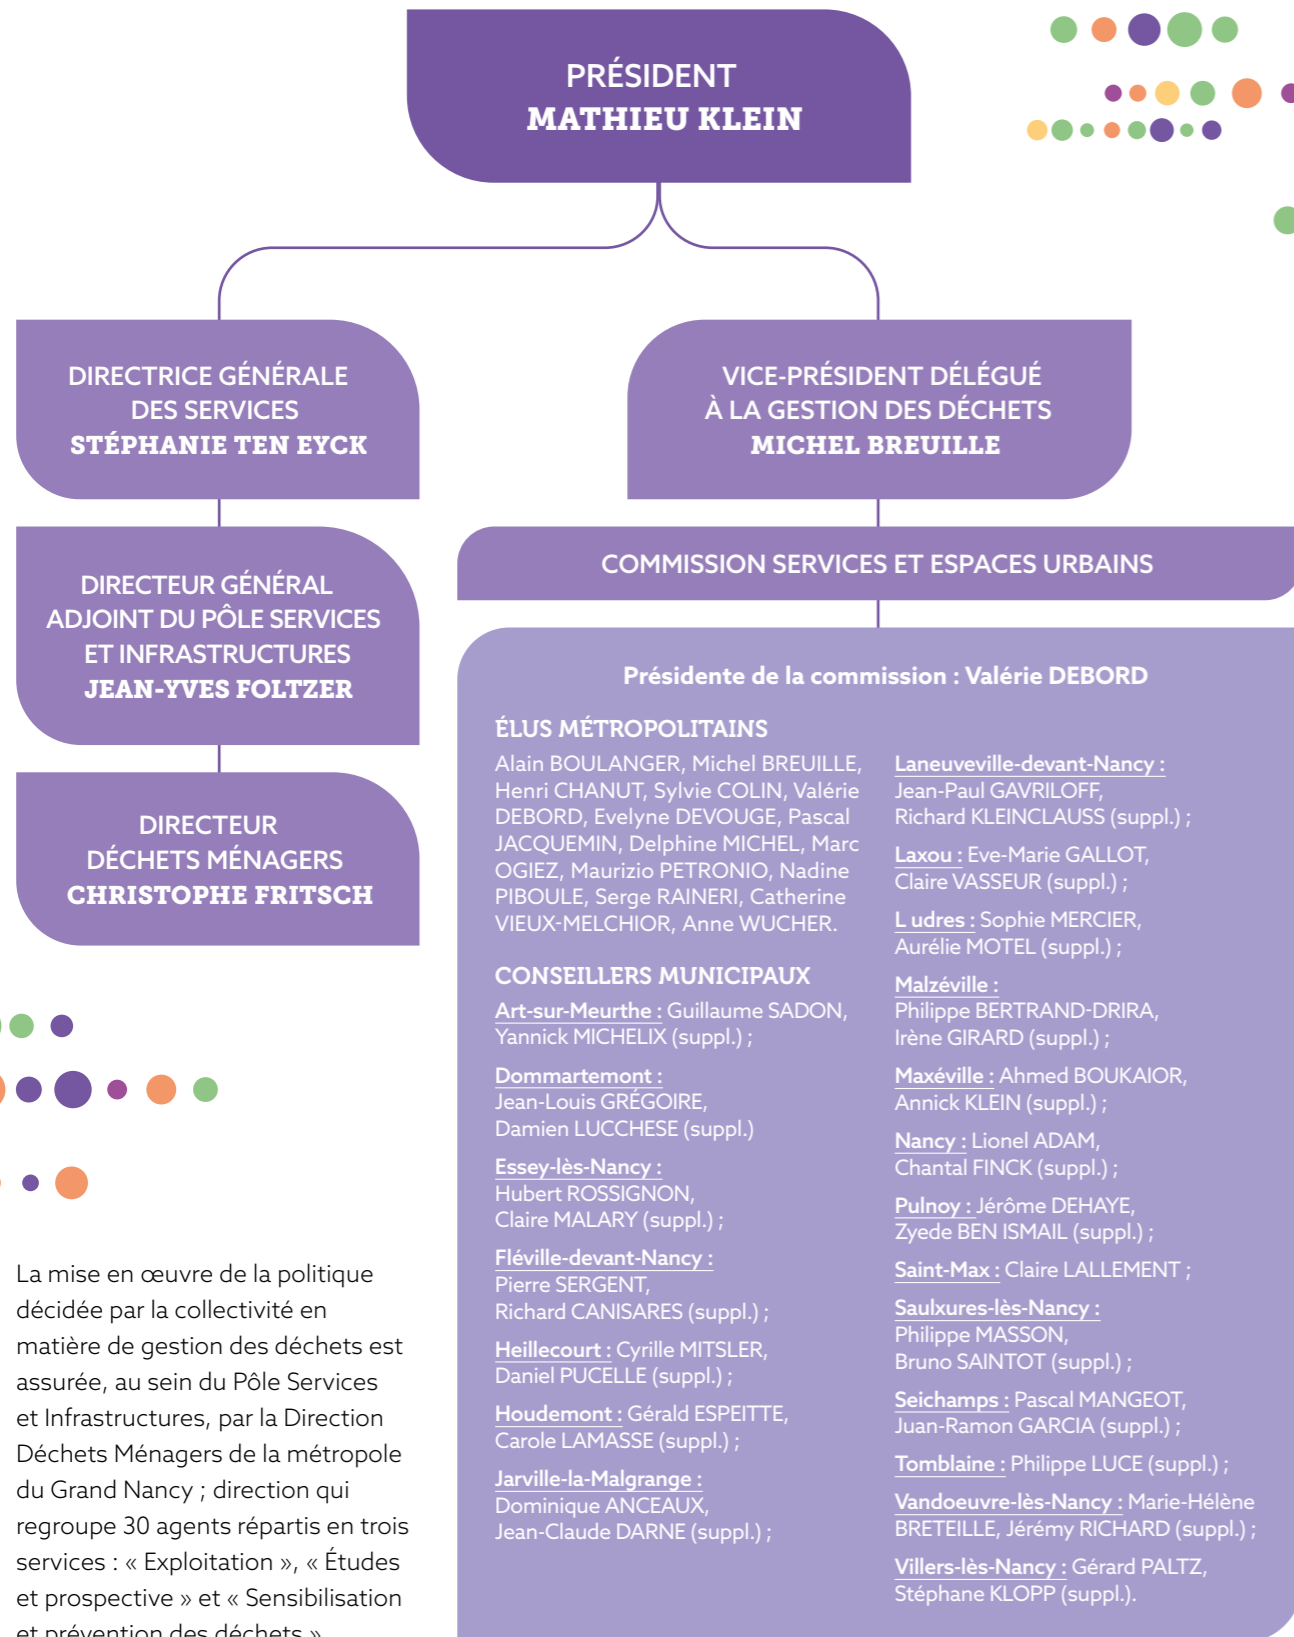 PRÉSIDENT
MATHIEU KLEIN
DIRECTRICE GÉNÉRALE
DES SERVICES
STÉPHANIE TEN EYCK
DIRECTEUR GÉNÉRAL
ADJOINT DU PÔLE SERVICES
ET INFRASTRUCTURES
JEAN-YVES FOLTZER
DIRECTEUR
DÉCHETS MÉNAGERS
CHRISTOPHE FRITSCH
VICE-PRÉSIDENT DÉLÉGUÉ
À LA GESTION DES DÉCHETS
MICHEL BREUILLE
COMMISSION SERVICES ET ESPACES URBAINS
Présidente de la commission : Valérie DEBORD
ÉLUS MÉTROPOLITAINS
Alain BOULANGER, Michel BREUILLE,
Henri CHANUT, Sylvie COLIN, Valérie
DEBORD, Evelyne DEVOUGE, Pascal
JACQUEMIN, Delphine MICHEL, Marc
OGIEZ, Maurizio PETRONIO, Nadine
PIBOULE, Serge RAINERI, Catherine
VIEUX-MELCHIOR, Anne WUCHER.
CONSEILLERS MUNICIPAUX
Art-sur-Meurthe : Guillaume SADON,
Yannick MICHELIX (suppl.) ;
Dommartemont :
Jean-Louis GRÉGOIRE,
Damien LUCCHESE (suppl.)
Essey-lès-Nancy :
Hubert ROSSIGNON,
Claire MALARY (suppl.) ;
Fléville-devant-Nancy :
Pierre SERGENT,
Richard CANISARES (suppl.) ;
Heillecourt : Cyrille MITSLER,
Daniel PUCELLE (suppl.) ;
Houdemont : Gérald ESPEITTE,
Carole LAMASSE (suppl.) ;
Jarville-la-Malgrange :
Dominique ANCEAUX,
Jean-Claude DARNE (suppl.) ;
Laneuveville-devant-Nancy :
Jean-Paul GAVRILOFF,
Richard KLEINCLAUSS (suppl.) ;
Laxou : Eve-Marie GALLOT,
Claire VASSEUR (suppl.) ;
L udres : Sophie MERCIER,
Aurélie MOTEL (suppl.) ;
Malzéville :
Philippe BERTRAND-DRIRA,
Irène GIRARD (suppl.) ;
Maxéville : Ahmed BOUKAIOR,
Annick KLEIN (suppl.) ;
Nancy : Lionel ADAM,
Chantal FINCK (suppl.) ;
Pulnoy : Jérôme DEHAYE,
Zyede BEN ISMAIL (suppl.) ;
Saint-Max : Claire LALLEMENT ;
Saulxures-lès-Nancy :
Philippe MASSON,
Bruno SAINTOT (suppl.) ;
Seichamps : Pascal MANGEOT,
Juan-Ramon GARCIA (suppl.) ;
Tomblaine : Philippe LUCE (suppl.) ;
Vandoeuvre-lès-Nancy : Marie-Hélène
BRETEILLE, Jérémy RICHARD (suppl.) ;
Villers-lès-Nancy : Gérard PALTZ,
Stéphane KLOPP (suppl.).
La mise en œuvre de la politique
décidée par la collectivité en
matière de gestion des déchets est
assurée, au sein du Pôle Services
et Infrastructures, par la Direction
Déchets Ménagers de la métropole
du Grand Nancy ; direction qui
regroupe 30 agents répartis en trois
services : « Exploitation », « Études
et prospective » et « Sensibilisation
et prévention des déchets »